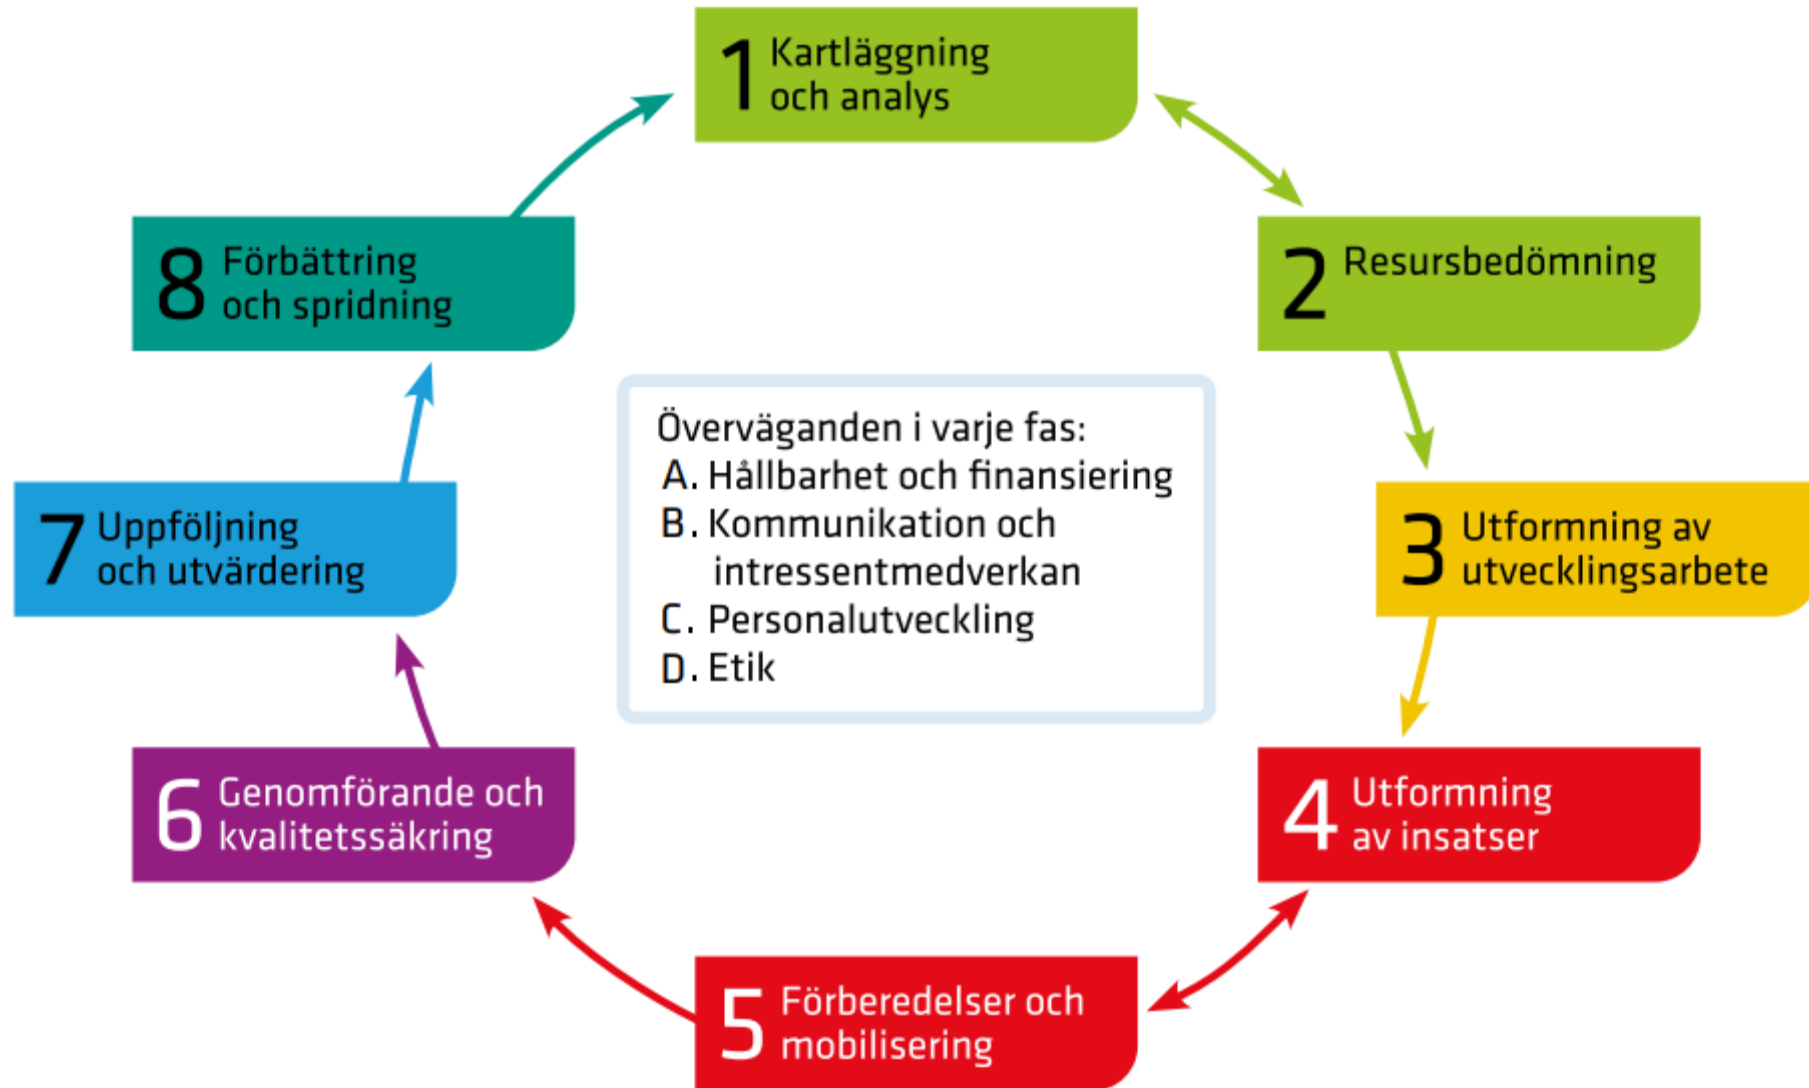 1 Kartläggning
och analys
2 Resursbedömning
3 Utformning av
utvecklingsarbete
4 Utformning
av insatser
5 Förberedelser och
mobilisering
6 Genomförande och
kvalitetssäkring
7 Uppföljning
och utvärdering
8 Förbättring
och spridning
Överväganden i varje fas:
A. Hållbarhet och finansiering
B. Kommunikation och
intressentmedverkan
C. Personalutveckling
D. Etik